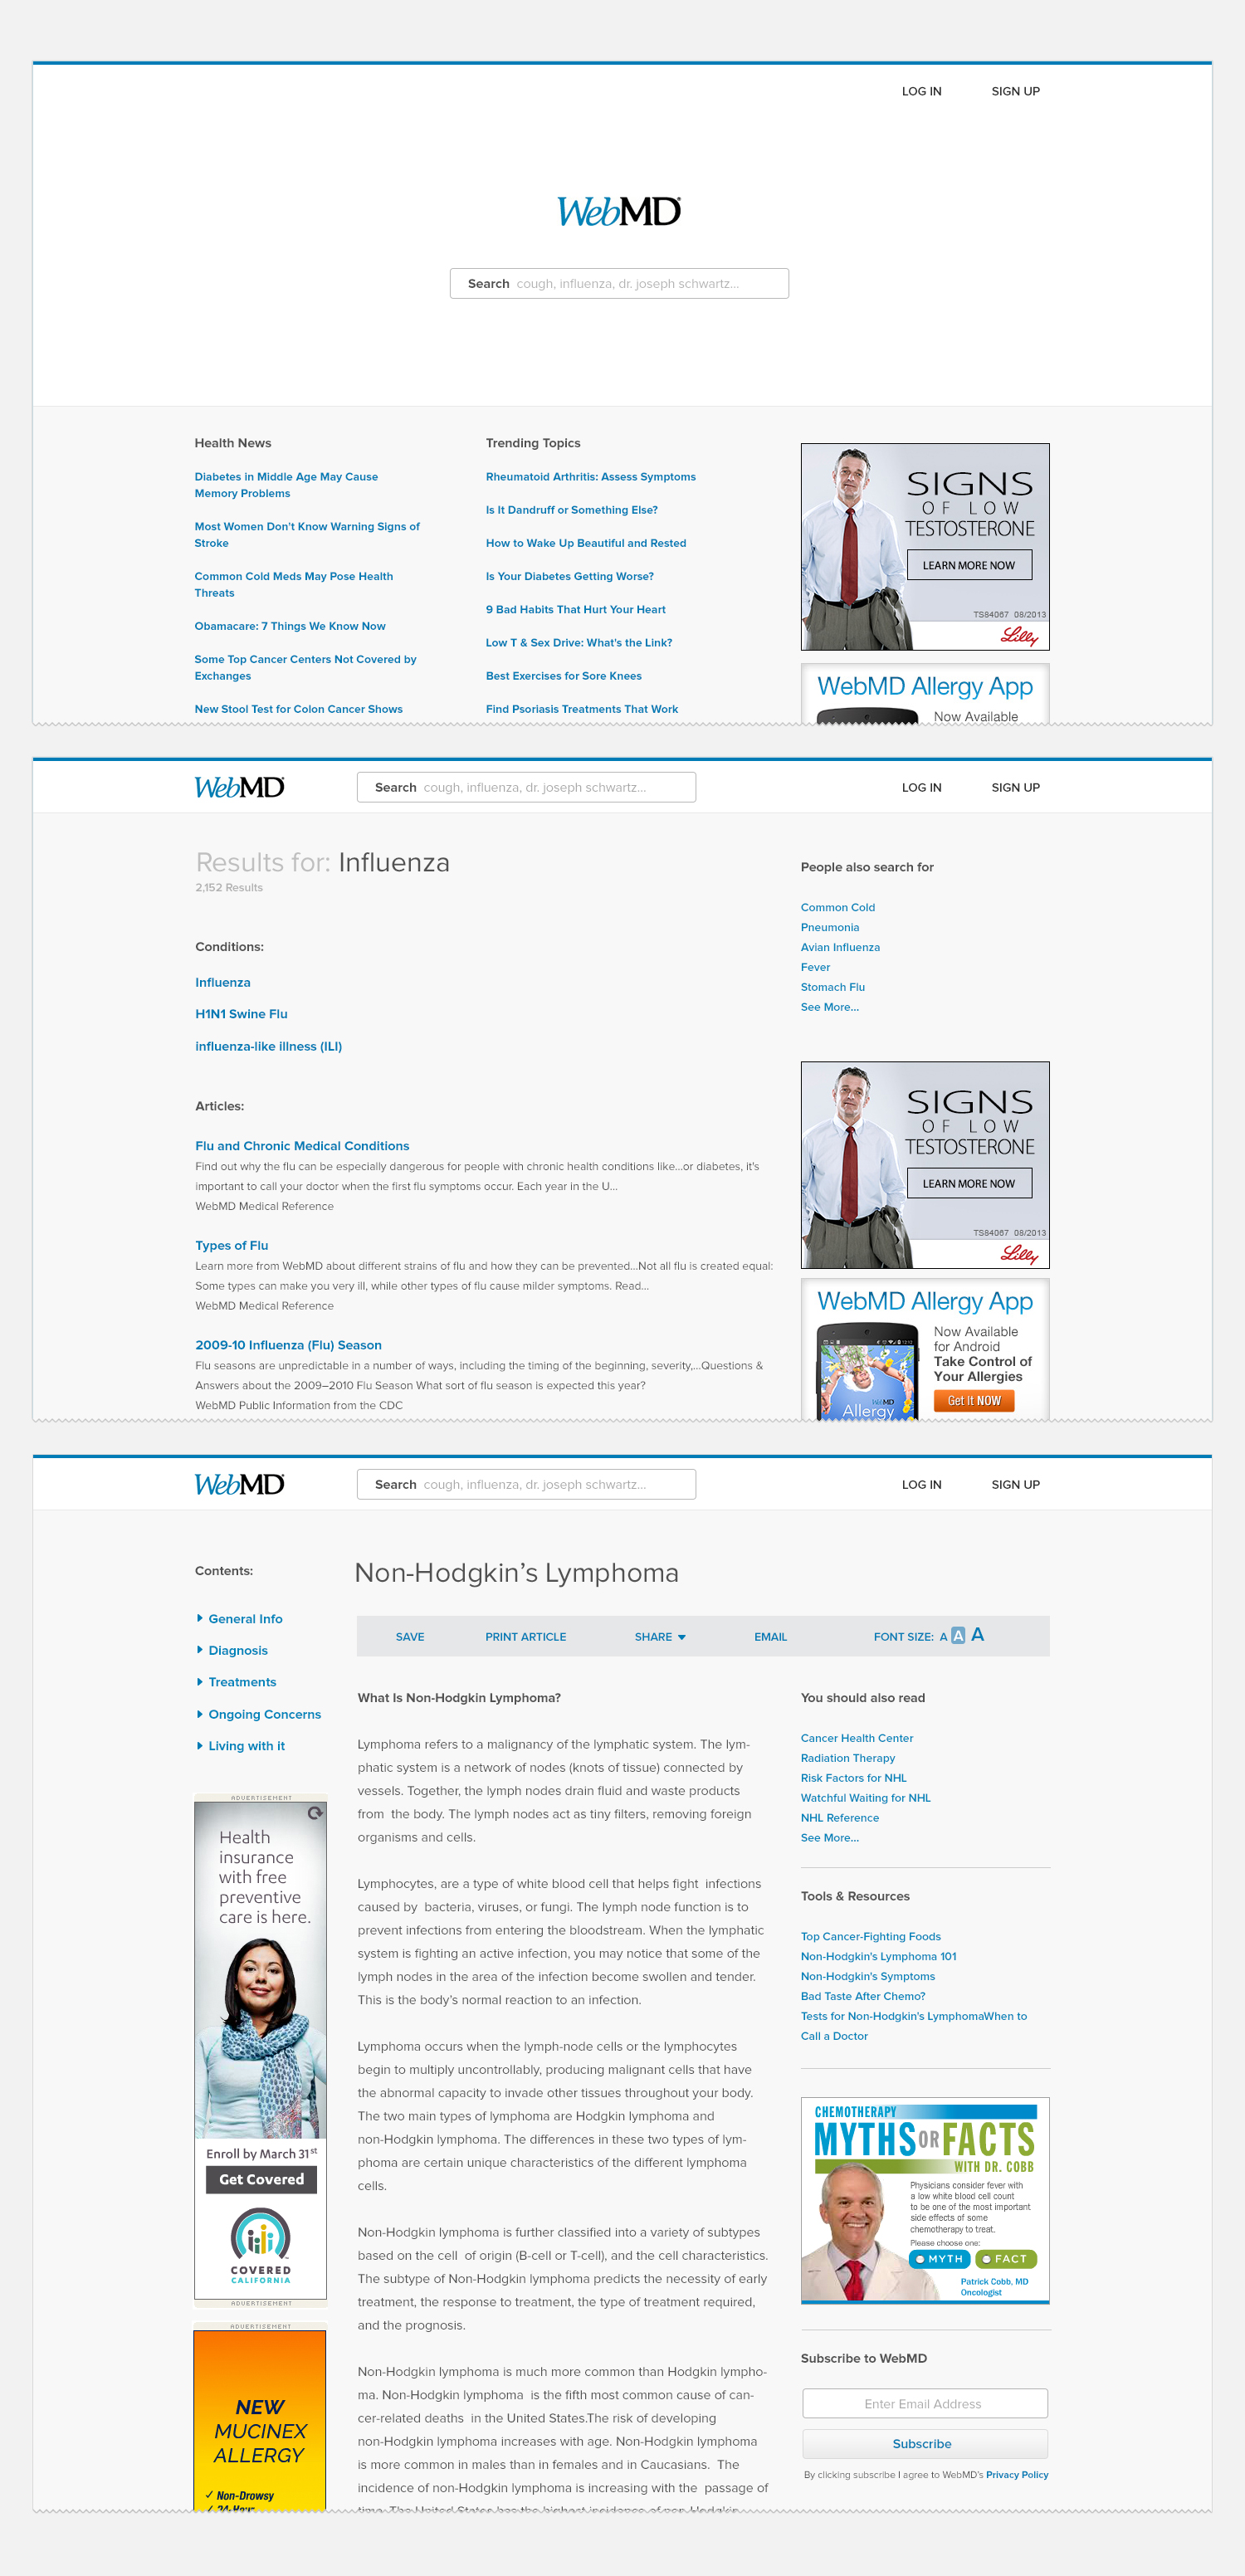 LOG IN
SIGN UP
WebMD
Search cough, influenza, dr. joseph schwartz...
Health News
Diabetes in Middle Age May Cause
Memory Problems
Most Women Don't Know Warning Signs of
Stroke
Common Cold Meds May Pose Health
Threats
Obamacare: 7 Things We Know Now
Some Top Cancer Centers Not Covered by
Exchanges
New Stool Test for Colon Cancer Shows
Trending Topics
Rheumatoid Arthritis: Assess Symptoms
Is It Dandruff or Something Else?
How to Wake Up Beautiful and Rested
Is Your Diabetes Getting Worse?
9 Bad Habits That Hurt Your Heart
Low T & Sex Drive: What's the Link?
Best Exercises for Sore Knees
Find Psoriasis Treatments That Work
SIGNS
OF LOW
TESTOSTERONE
LEARN MORE NOW
TS84067 08/2013
Lilly
WebMD Allergy App
Now Available
WebMD
Search cough, influenza, dr. joseph schwartz...
LOG IN
SIGN UP
Results for: Influenza
2,152 Results
Conditions:
Influenza
H1N1 Swine Flu
influenza-like illness (ILI)
Articles:
Flu and Chronic Medical Conditions
Find out why the flu can be especially dangerous for people with chronic health conditions like...or diabetes, it's
important to call your doctor when the first flu symptoms occur. Each year in the U...
WebMD Medical Reference
Types of Flu
Learn more from WebMD about different strains of flu and how they can be prevented...Not all flu is created equal:
Some types can make you very ill, while other types of flu cause milder symptoms. Read...
WebMD Medical Reference
2009-10 Influenza (Flu) Season
Flu seasons are unpredictable in a number of ways, including the timing of the beginning, severity,...Questions &
Answers about the 2009–2010 Flu Season What sort of flu season is expected this year?
WebMD Public Information from the CDC
People also search for
Common Cold
Pneumonia
Avian Influenza
Fever
Stomach Flu
See More...
SIGNS
OF LOW
TESTOSTERONE
LEARN MORE NOW
TS84067 08/2013
Lilly
WebMD Allergy App
Now Available
for Android
Take Control of
Your Allergies
Get It NOW
WebMD
Allergy
WebMD
Search cough, influenza, dr. joseph schwartz...
LOG IN
SIGN UP
Contents:
General Info
Diagnosis
Treatments
Ongoing Concerns
Living with it
ADVERTISEMENT
Health
insurance
with free
preventive
care is here.
Enroll by March 31st
Get Covered
COVERED
CALIFORNIA
ADVERTISEMENT
ADVERTISEMENT
NEW
MUCINEX
ALLERGY
✓ Non-Drowsy
✓ 24-Hour
Non-Hodgkin’s Lymphoma
SAVE
PRINT ARTICLE
SHARE
EMAIL
FONT SIZE: A A A
What Is Non-Hodgkin Lymphoma?
Lymphoma refers to a malignancy of the lymphatic system. The lym-
phatic system is a network of nodes (knots of tissue) connected by
vessels. Together, the lymph nodes drain fluid and waste products
from the body. The lymph nodes act as tiny filters, removing foreign
organisms and cells.
Lymphocytes, are a type of white blood cell that helps fight infections
caused by bacteria, viruses, or fungi. The lymph node function is to
prevent infections from entering the bloodstream. When the lymphatic
system is fighting an active infection, you may notice that some of the
lymph nodes in the area of the infection become swollen and tender.
This is the body’s normal reaction to an infection.
Lymphoma occurs when the lymph-node cells or the lymphocytes
begin to multiply uncontrollably, producing malignant cells that have
the abnormal capacity to invade other tissues throughout your body.
The two main types of lymphoma are Hodgkin lymphoma and
non-Hodgkin lymphoma. The differences in these two types of lym-
phoma are certain unique characteristics of the different lymphoma
cells.
Non-Hodgkin lymphoma is further classified into a variety of subtypes
based on the cell of origin (B-cell or T-cell), and the cell characteristics.
The subtype of Non-Hodgkin lymphoma predicts the necessity of early
treatment, the response to treatment, the type of treatment required,
and the prognosis.
Non-Hodgkin lymphoma is much more common than Hodgkin lympho-
ma. Non-Hodgkin lymphoma is the fifth most common cause of can-
cer-related deaths in the United States.The risk of developing
non-Hodgkin lymphoma increases with age. Non-Hodgkin lymphoma
is more common in males than in females and in Caucasians. The
incidence of non-Hodgkin lymphoma is increasing with the passage of
time. The United States has the highest incidence of non-Hodgkin
You should also read
Cancer Health Center
Radiation Therapy
Risk Factors for NHL
Watchful Waiting for NHL
NHL Reference
See More...
Tools & Resources
Top Cancer-Fighting Foods
Non-Hodgkin's Lymphoma 101
Non-Hodgkin's Symptoms
Bad Taste After Chemo?
Tests for Non-Hodgkin's LymphomaWhen to
Call a Doctor
CHEMOTHERAPY
MYTHS OR FACTS
WITH DR. COBB
Physicians consider fever with
a low white blood cell count
to be one of the most important
side effects of some
chemotherapy to treat.
Please choose one:
MYTH
FACT
Patrick Cobb, MD
Oncologist
Subscribe to WebMD
Enter Email Address
Subscribe
By clicking subscribe I agree to WebMD's Privacy Policy